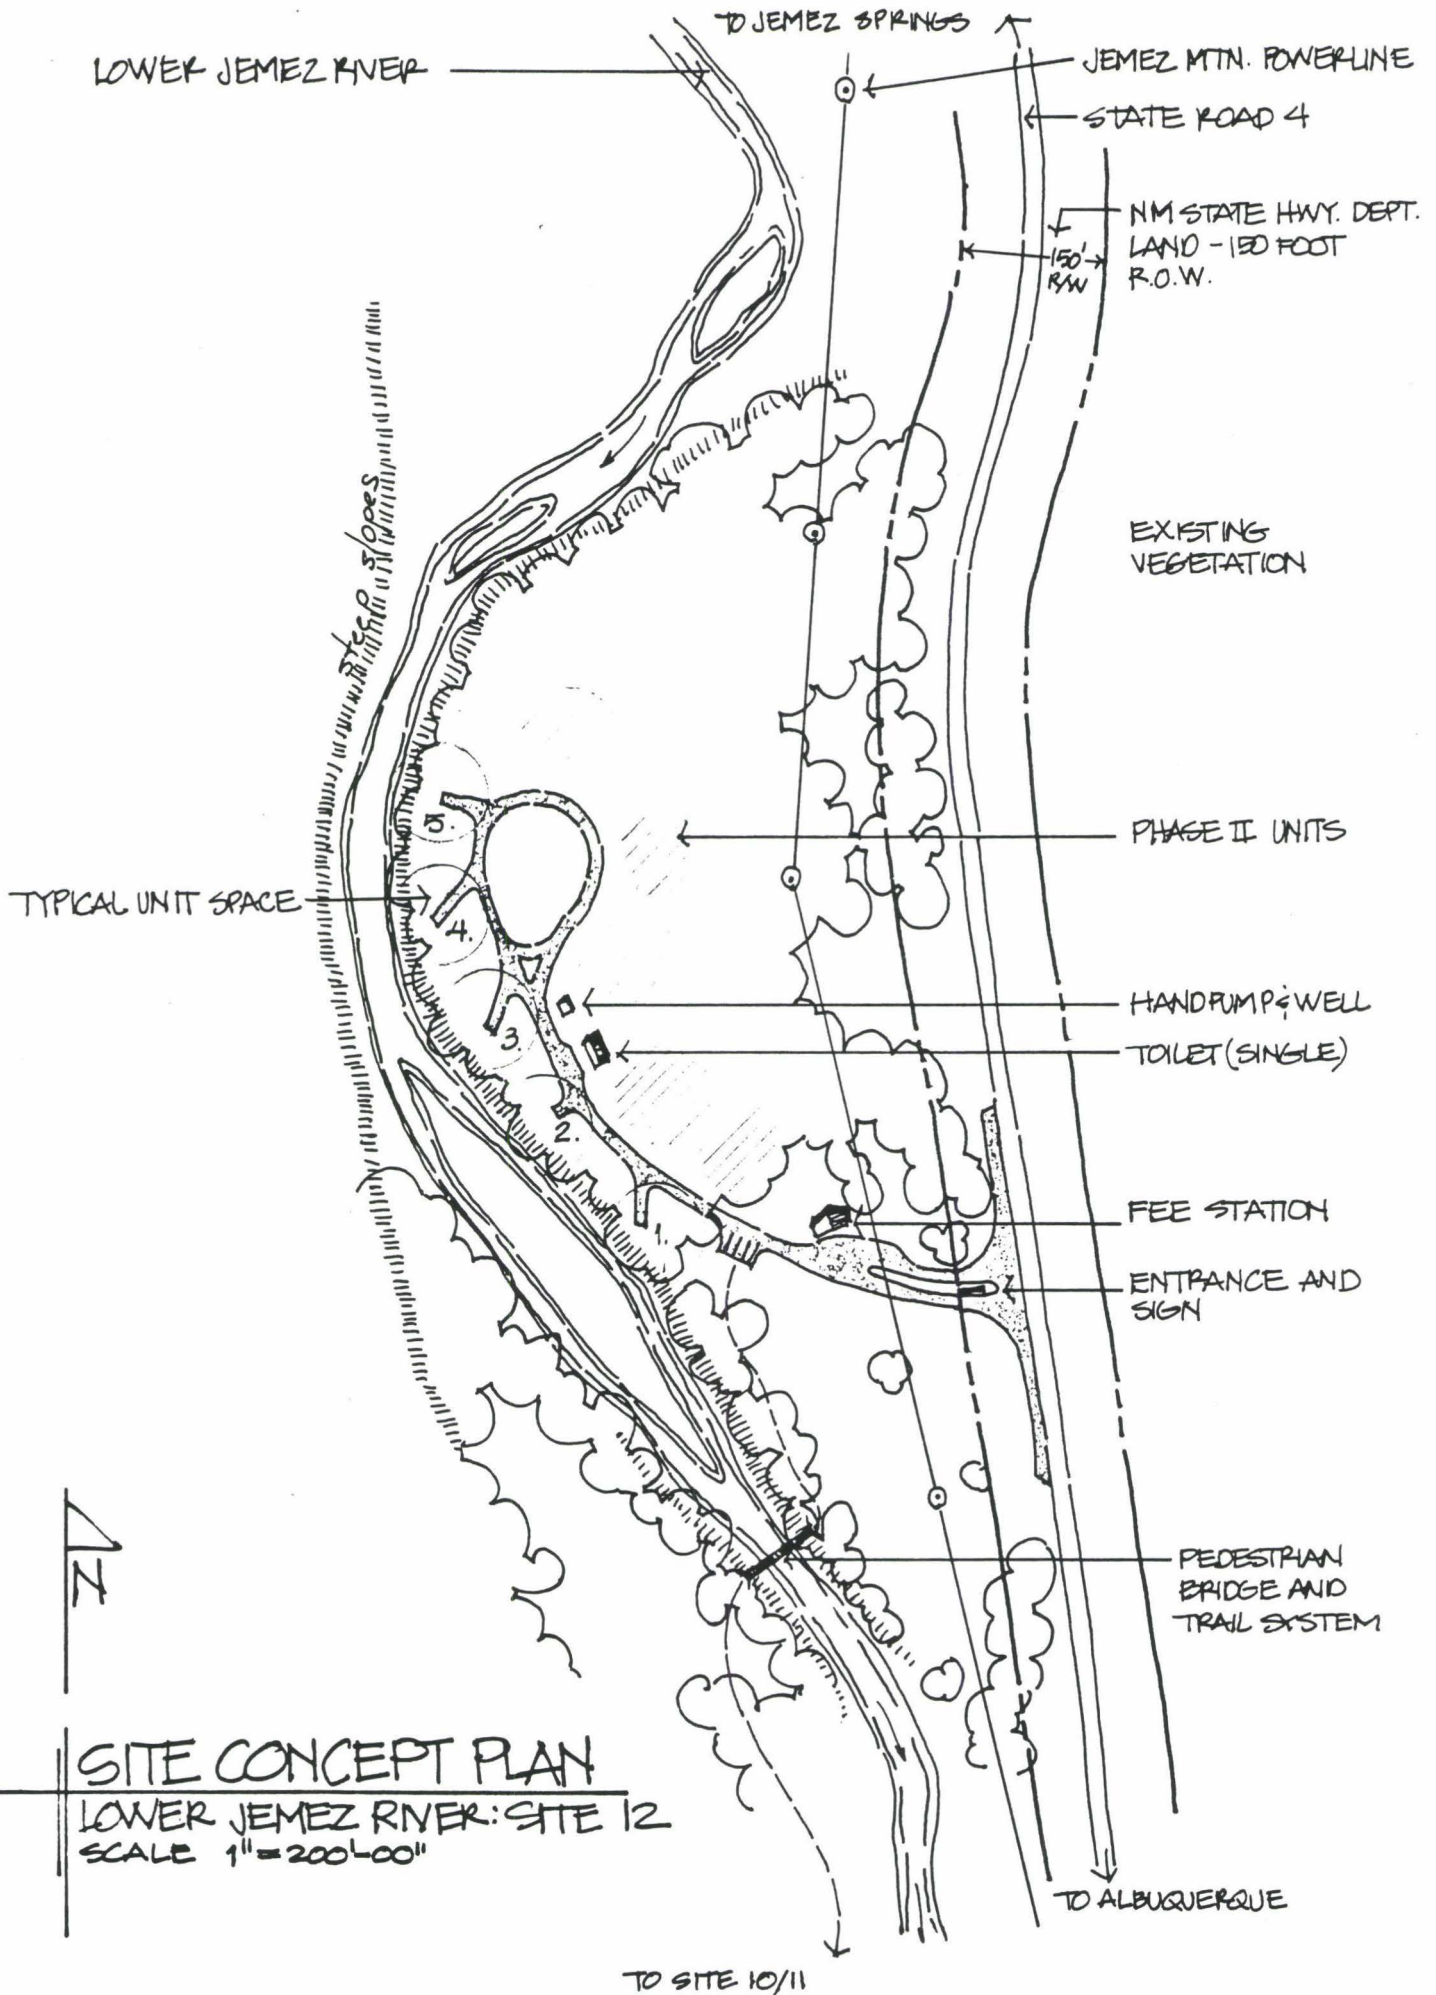 TO JEMEZ SPRINGS
LOWER JEMEZ RIVER
JEMEZ MTN. POWERLINE
STATE ROAD 4
NM STATE HWY. DEPT.
LAND - 150 FOOT
R.O.W.
150'
R/W
steep slopes
EXISTING
VEGETATION
PHASE II UNITS
5.
TYPICAL UNIT SPACE
4.
HANDPUMP & WELL
3.
TOILET (SINGLE)
2.
1.
FEE STATION
ENTRANCE AND
SIGN
PEDESTRIAN
BRIDGE AND
TRAIL SYSTEM
N
SITE CONCEPT PLAN
LOWER JEMEZ RIVER: SITE 12
SCALE 1" = 200'-00"
TO ALBUQUERQUE
TO SITE 10/11